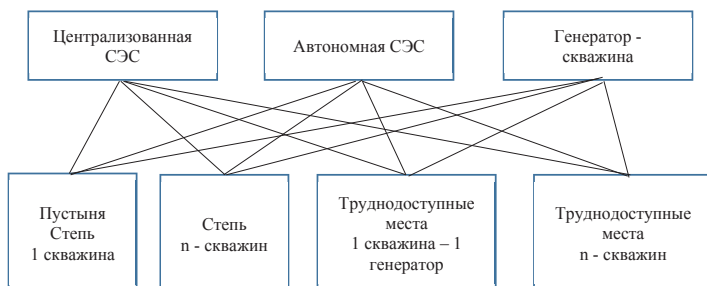 Централизованная
СЭС
Автономная СЭС
Генератор -
скважина
Пустыня
Степь
1 скважина
Степь
n - скважин
Труднодоступные
места
1 скважина – 1
генератор
Труднодоступные
места
n - скважин